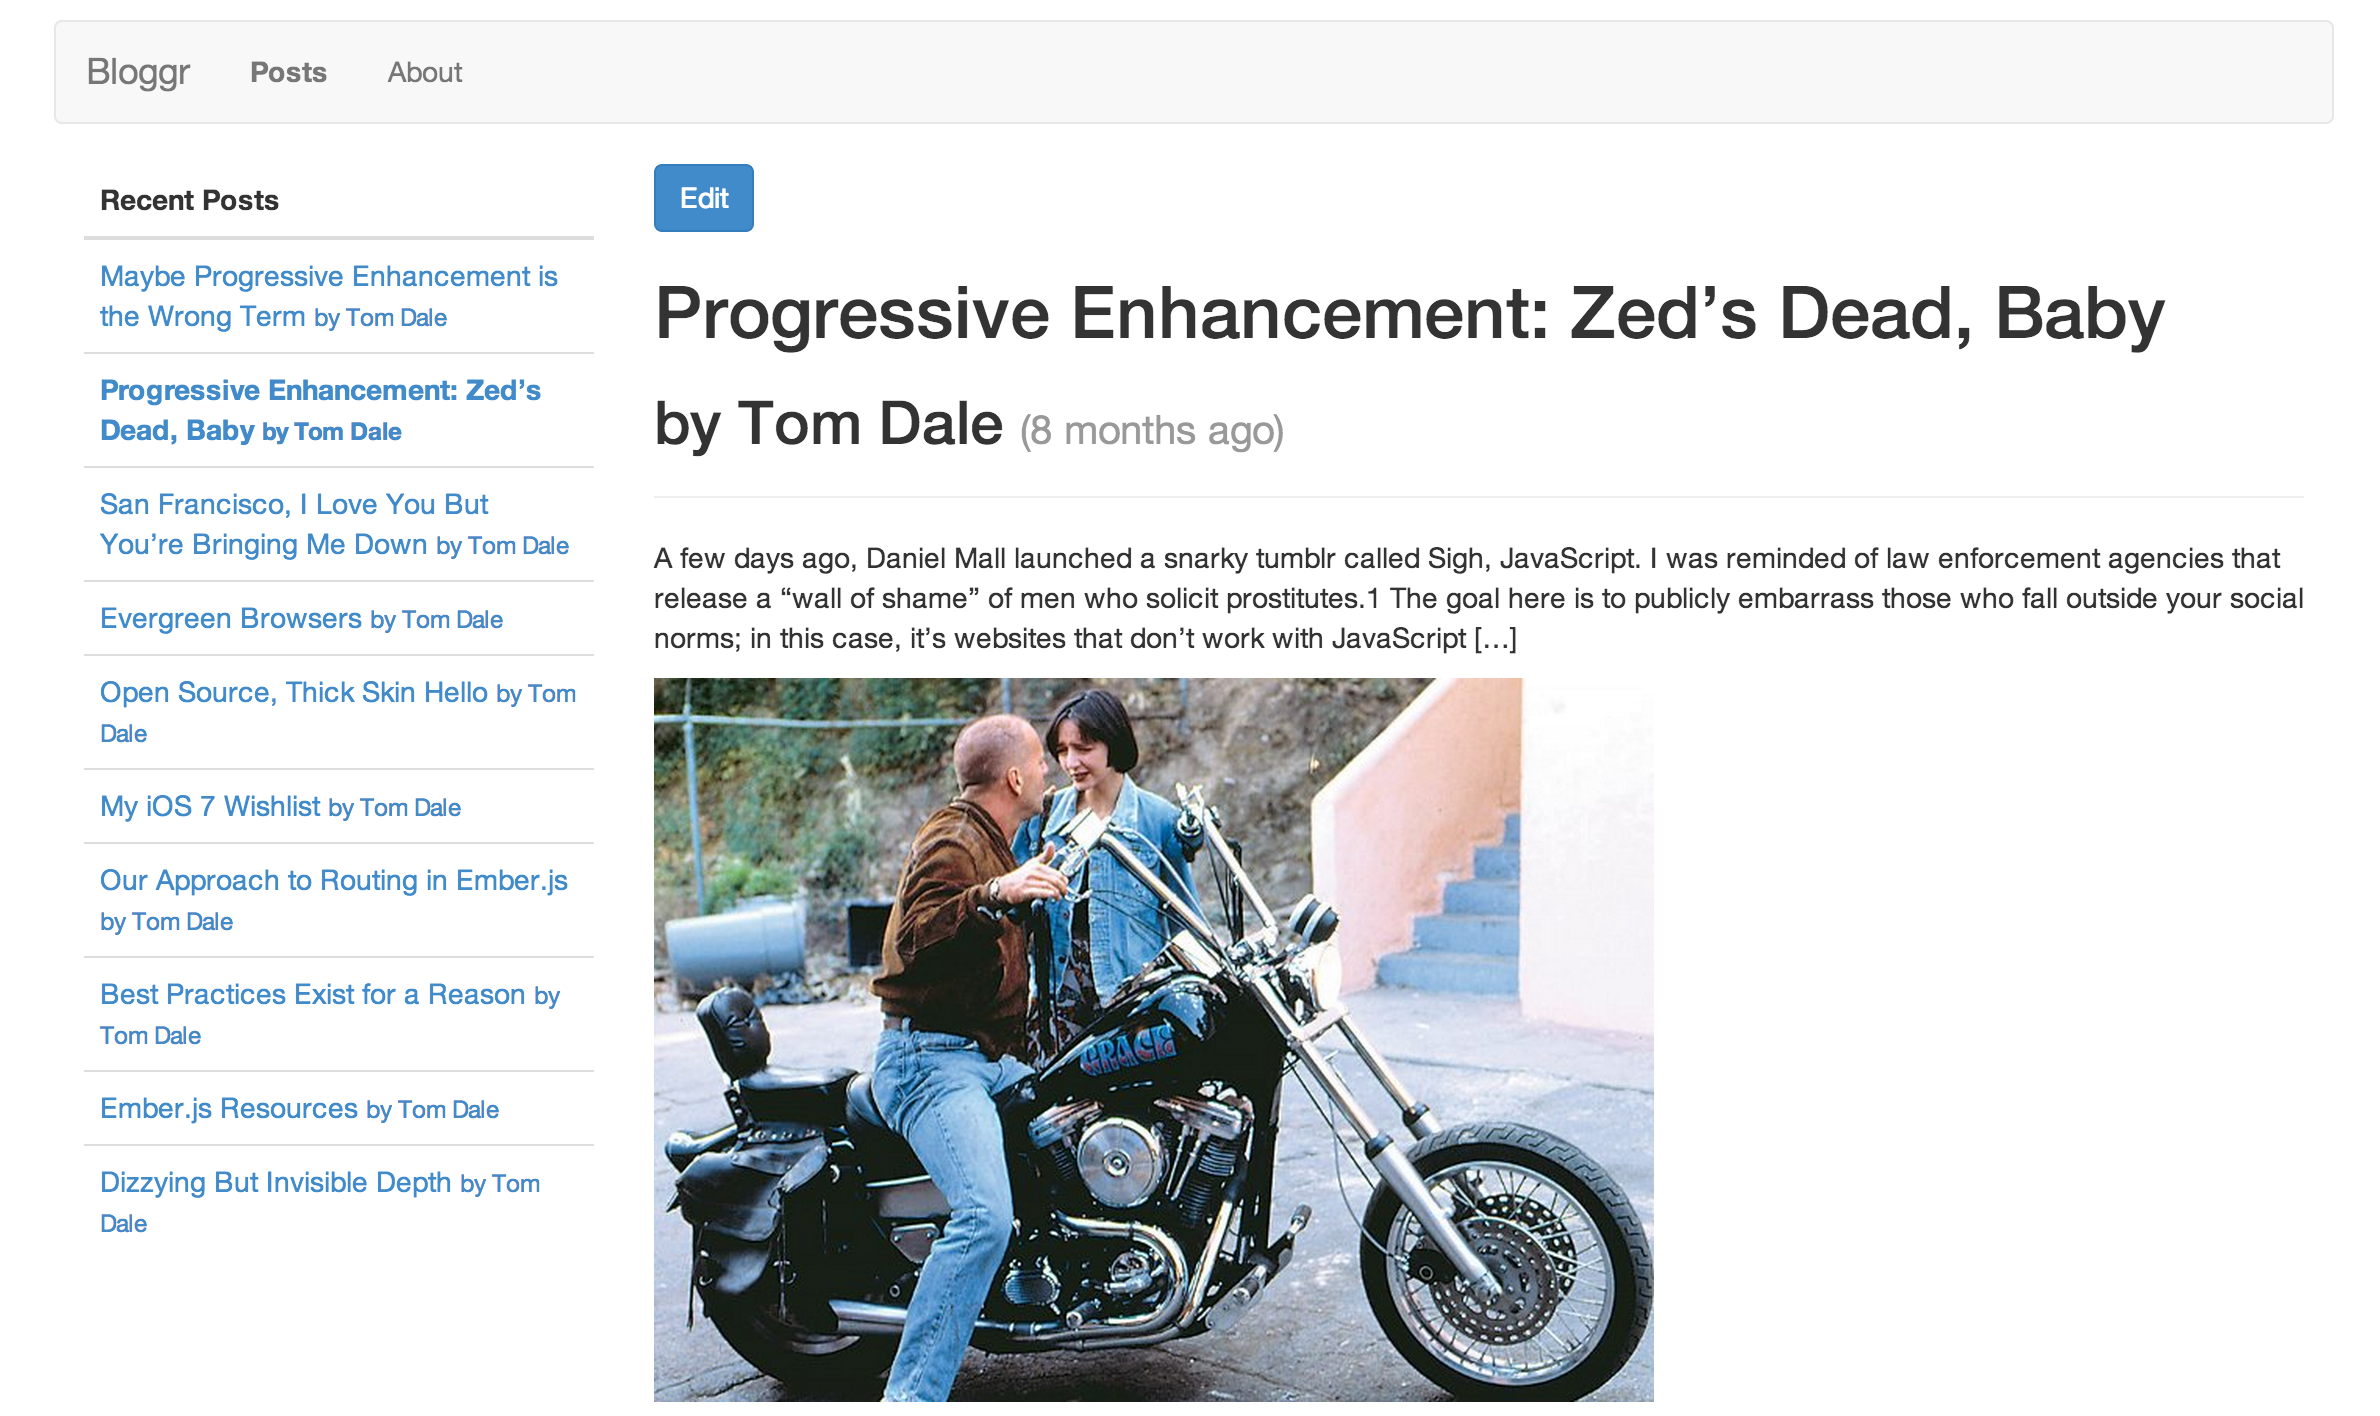 Bloggr Posts About
Recent Posts
Maybe Progressive Enhancement is
the Wrong Term by Tom Dale
Progressive Enhancement: Zed’s
Dead, Baby by Tom Dale
San Francisco, I Love You But
You’re Bringing Me Down by Tom Dale
Evergreen Browsers by Tom Dale
Open Source, Thick Skin Hello by Tom
Dale
My iOS 7 Wishlist by Tom Dale
Our Approach to Routing in Ember.js
by Tom Dale
Best Practices Exist for a Reason by
Tom Dale
Ember.js Resources by Tom Dale
Dizzying But Invisible Depth by Tom
Dale
Edit
Progressive Enhancement: Zed’s Dead, Baby
by Tom Dale (8 months ago)
A few days ago, Daniel Mall launched a snarky tumblr called Sigh, JavaScript. I was reminded of law enforcement agencies that
release a “wall of shame” of men who solicit prostitutes.1 The goal here is to publicly embarrass those who fall outside your social
norms; in this case, it’s websites that don’t work with JavaScript […]
GRACE